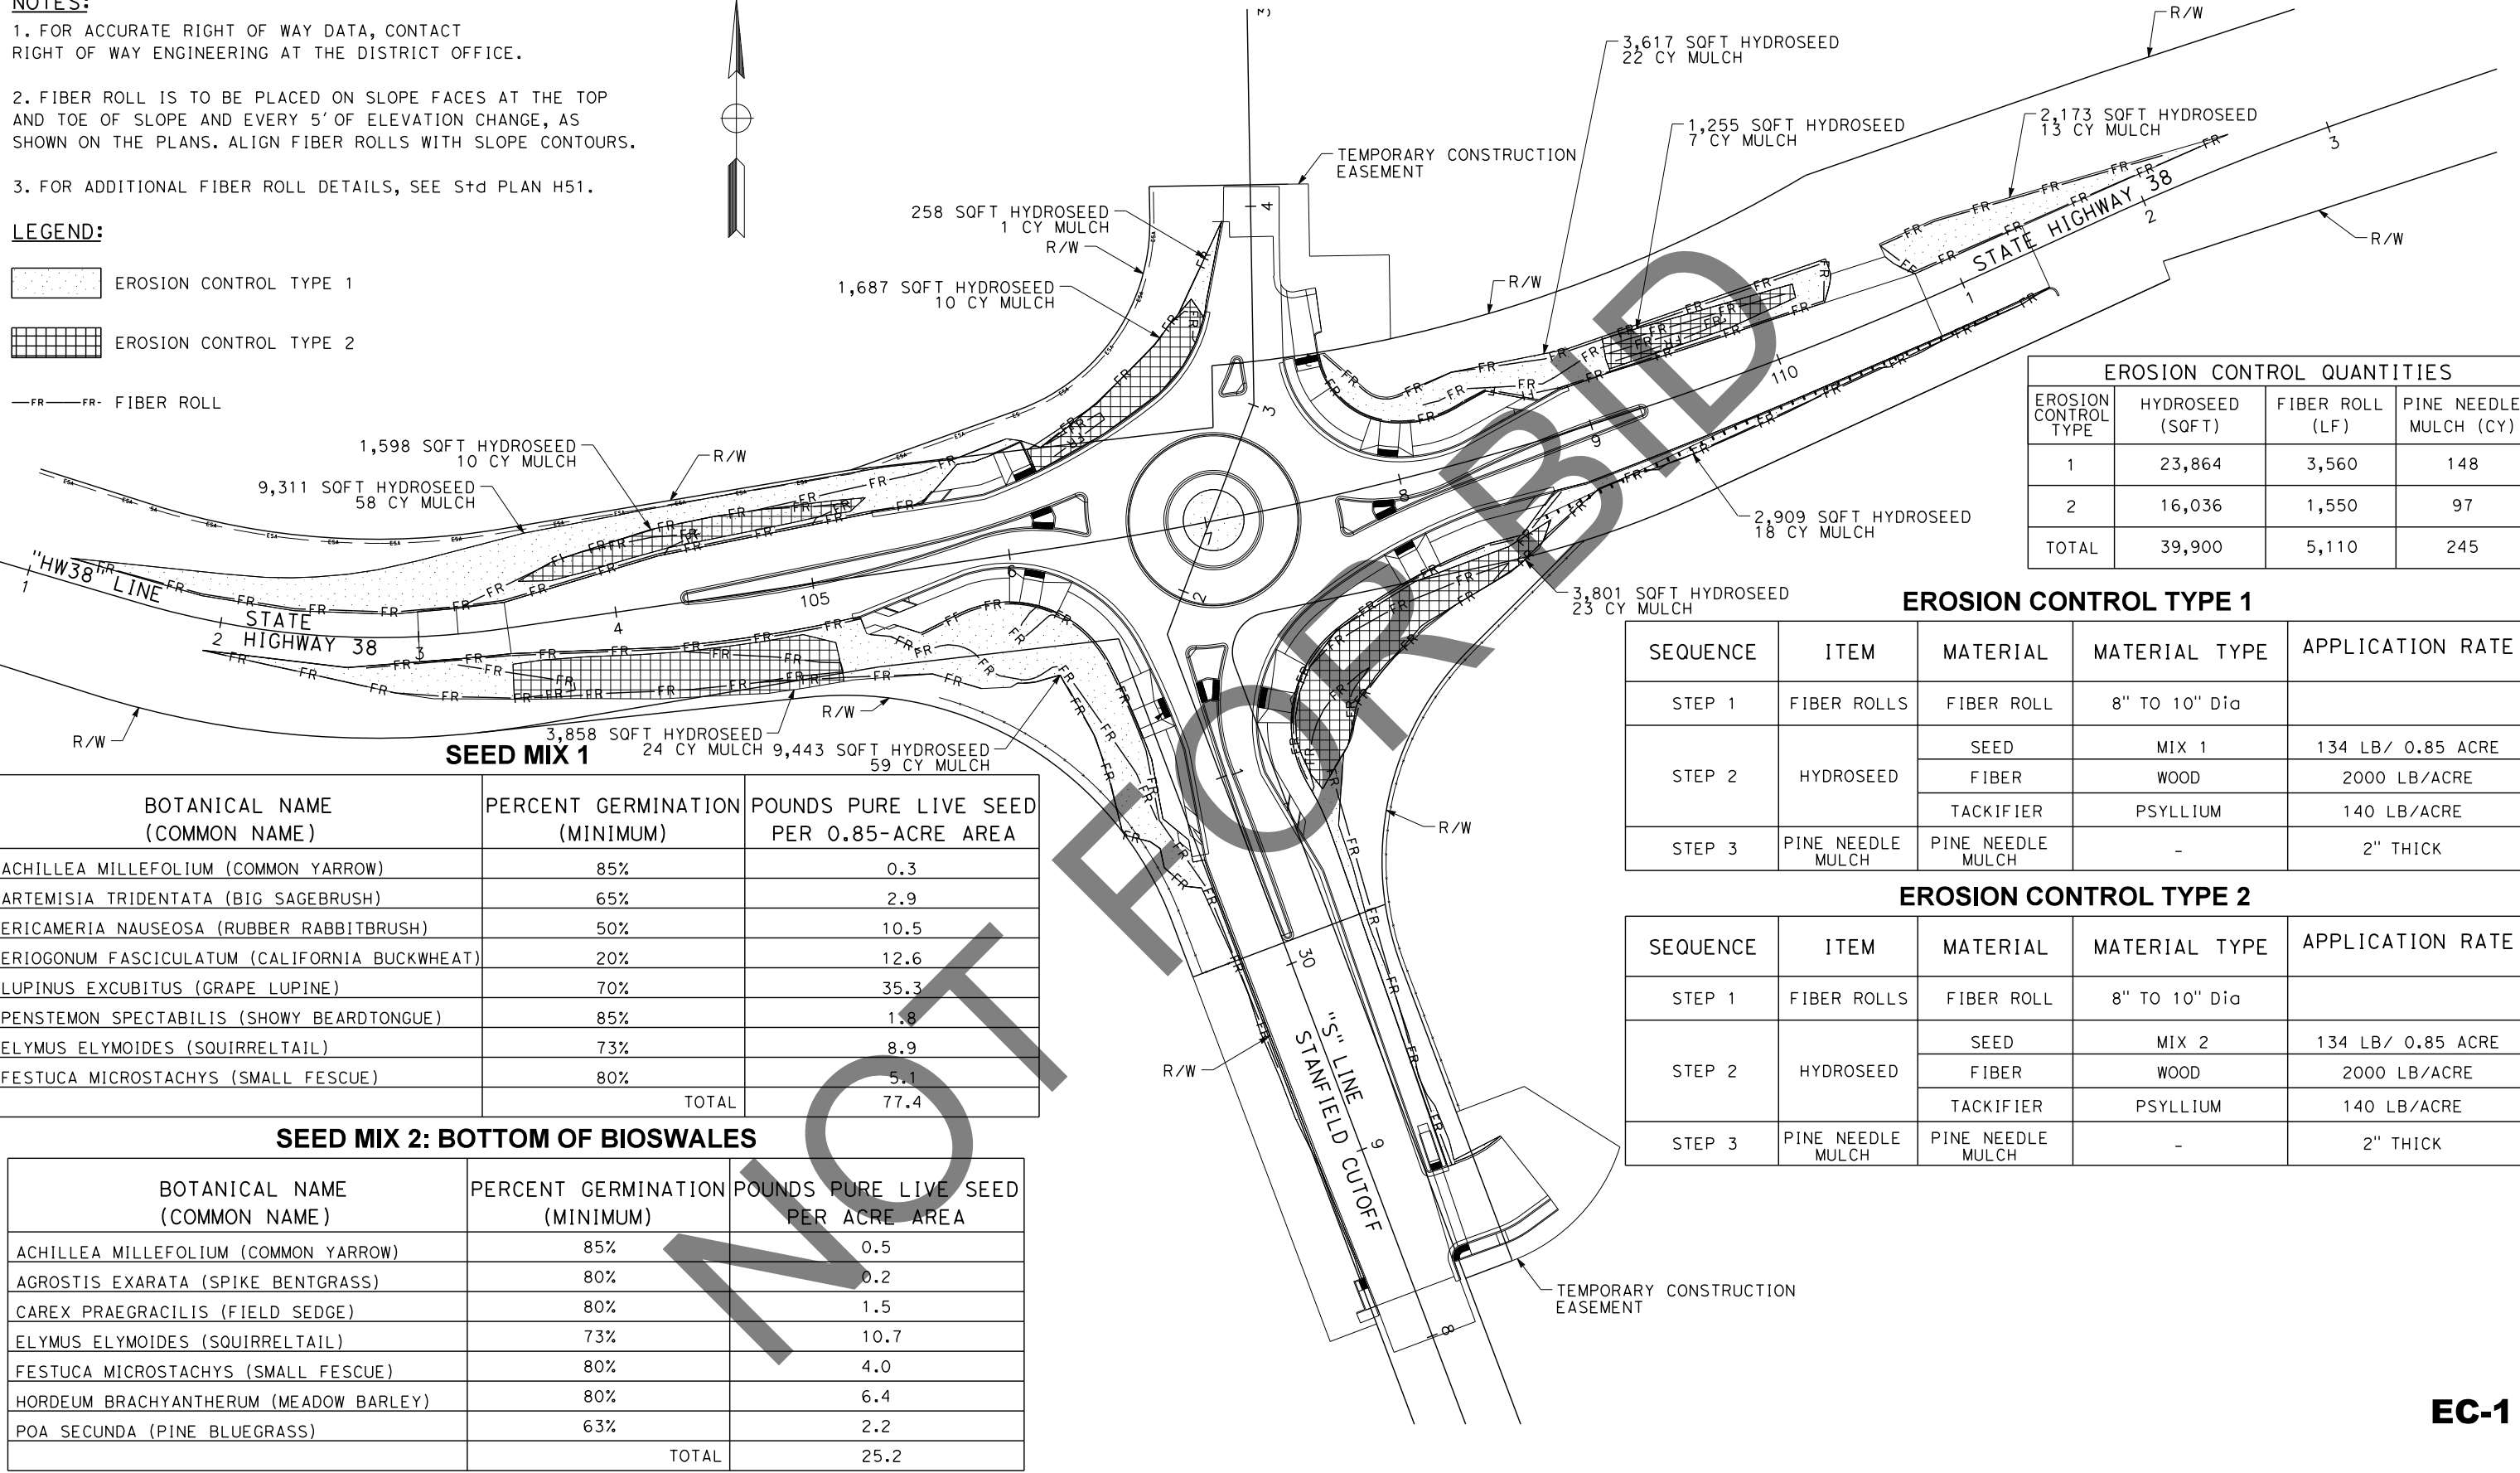 NOTES:
1. FOR ACCURATE RIGHT OF WAY DATA, CONTACT
RIGHT OF WAY ENGINEERING AT THE DISTRICT OFFICE.
2. FIBER ROLL IS TO BE PLACED ON SLOPE FACES AT THE TOP
AND TOE OF SLOPE AND EVERY 5' OF ELEVATION CHANGE, AS
SHOWN ON THE PLANS. ALIGN FIBER ROLLS WITH SLOPE CONTOURS.
3. FOR ADDITIONAL FIBER ROLL DETAILS, SEE Std PLAN H51.
LEGEND:
EROSION CONTROL TYPE 1
EROSION CONTROL TYPE 2
FR FR FIBER ROLL
R/W
3,617 SQFT HYDROSEED
22 CY MULCH
1,255 SQFT HYDROSEED
7 CY MULCH
2,173 SQFT HYDROSEED
13 CY MULCH
TEMPORARY CONSTRUCTION
EASEMENT
258 SQFT HYDROSEED
1 CY MULCH
R/W
1,687 SQFT HYDROSEED
10 CY MULCH
R/W
R/W
STATE HIGHWAY 38
1,598 SQFT HYDROSEED
10 CY MULCH
R/W
9,311 SQFT HYDROSEED
58 CY MULCH
2,909 SQFT HYDROSEED
18 CY MULCH
3,801 SQFT HYDROSEED
23 CY MULCH
"HW38" LINE
STATE
HIGHWAY 38
1
2
3
4
105
6
7
8
9
110
1
2
3
4
3
2
1
30
9
8
R/W
R/W
3,858 SQFT HYDROSEED
24 CY MULCH
9,443 SQFT HYDROSEED
59 CY MULCH
R/W
R/W
"S" LINE
STANFIELD CUTOFF
TEMPORARY CONSTRUCTION
EASEMENT
EROSION CONTROL QUANTITIES
EROSION CONTROL TYPE HYDROSEED (SQFT) FIBER ROLL (LF) PINE NEEDLE MULCH (CY)
1 23,864 3,560 148
2 16,036 1,550 97
TOTAL 39,900 5,110 245
EROSION CONTROL TYPE 1
SEQUENCE ITEM MATERIAL MATERIAL TYPE APPLICATION RATE
STEP 1 FIBER ROLLS FIBER ROLL 8" TO 10" Dia
STEP 2 HYDROSEED SEED MIX 1 134 LB/ 0.85 ACRE
FIBER WOOD 2000 LB/ACRE
TACKIFIER PSYLLIUM 140 LB/ACRE
STEP 3 PINE NEEDLE MULCH PINE NEEDLE MULCH - 2" THICK
EROSION CONTROL TYPE 2
SEQUENCE ITEM MATERIAL MATERIAL TYPE APPLICATION RATE
STEP 1 FIBER ROLLS FIBER ROLL 8" TO 10" Dia
STEP 2 HYDROSEED SEED MIX 2 134 LB/ 0.85 ACRE
FIBER WOOD 2000 LB/ACRE
TACKIFIER PSYLLIUM 140 LB/ACRE
STEP 3 PINE NEEDLE MULCH PINE NEEDLE MULCH - 2" THICK
SEED MIX 1
BOTANICAL NAME (COMMON NAME) PERCENT GERMINATION (MINIMUM) POUNDS PURE LIVE SEED PER 0.85-ACRE AREA
ACHILLEA MILLEFOLIUM (COMMON YARROW) 85% 0.3
ARTEMISIA TRIDENTATA (BIG SAGEBRUSH) 65% 2.9
ERICAMERIA NAUSEOSA (RUBBER RABBITBRUSH) 50% 10.5
ERIOGONUM FASCICULATUM (CALIFORNIA BUCKWHEAT) 20% 12.6
LUPINUS EXCUBITUS (GRAPE LUPINE) 70% 35.3
PENSTEMON SPECTABILIS (SHOWY BEARDTONGUE) 85% 1.8
ELYMUS ELYMOIDES (SQUIRRELTAIL) 73% 8.9
FESTUCA MICROSTACHYS (SMALL FESCUE) 80% 5.1
TOTAL 77.4
SEED MIX 2: BOTTOM OF BIOSWALES
BOTANICAL NAME (COMMON NAME) PERCENT GERMINATION (MINIMUM) POUNDS PURE LIVE SEED PER ACRE AREA
ACHILLEA MILLEFOLIUM (COMMON YARROW) 85% 0.5
AGROSTIS EXARATA (SPIKE BENTGRASS) 80% 0.2
CAREX PRAEGRACILIS (FIELD SEDGE) 80% 1.5
ELYMUS ELYMOIDES (SQUIRRELTAIL) 73% 10.7
FESTUCA MICROSTACHYS (SMALL FESCUE) 80% 4.0
HORDEUM BRACHYANTHERUM (MEADOW BARLEY) 80% 6.4
POA SECUNDA (PINE BLUEGRASS) 63% 2.2
TOTAL 25.2
NOT FOR BID
EC-1